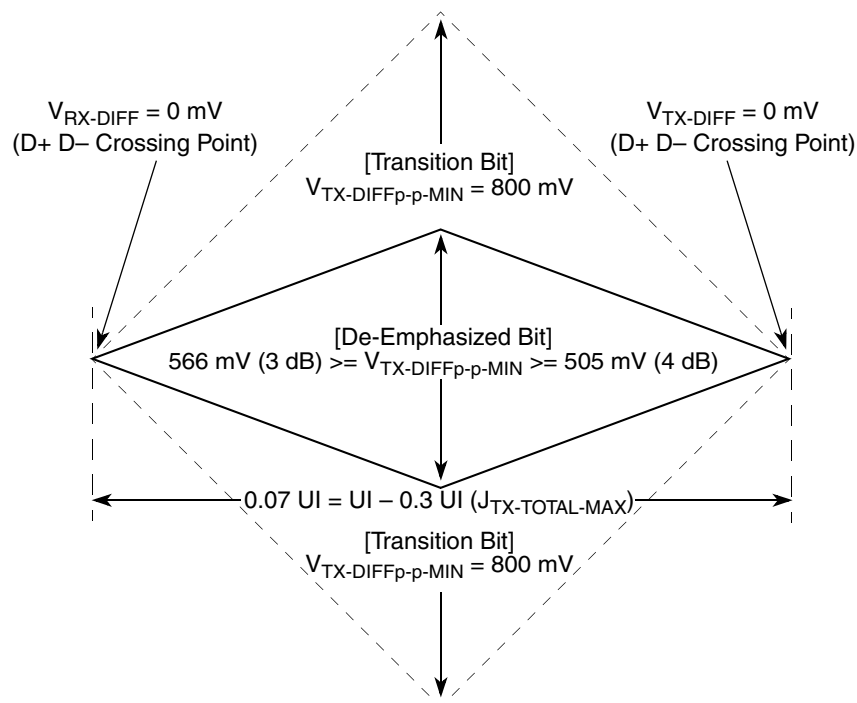 V_RX-DIFF = 0 mV
(D+ D– Crossing Point)
V_TX-DIFF = 0 mV
(D+ D– Crossing Point)
[Transition Bit]
V_TX-DIFFp-p-MIN = 800 mV
[De-Emphasized Bit]
566 mV (3 dB) >= V_TX-DIFFp-p-MIN >= 505 mV (4 dB)
0.07 UI = UI – 0.3 UI (J_TX-TOTAL-MAX)
[Transition Bit]
V_TX-DIFFp-p-MIN = 800 mV